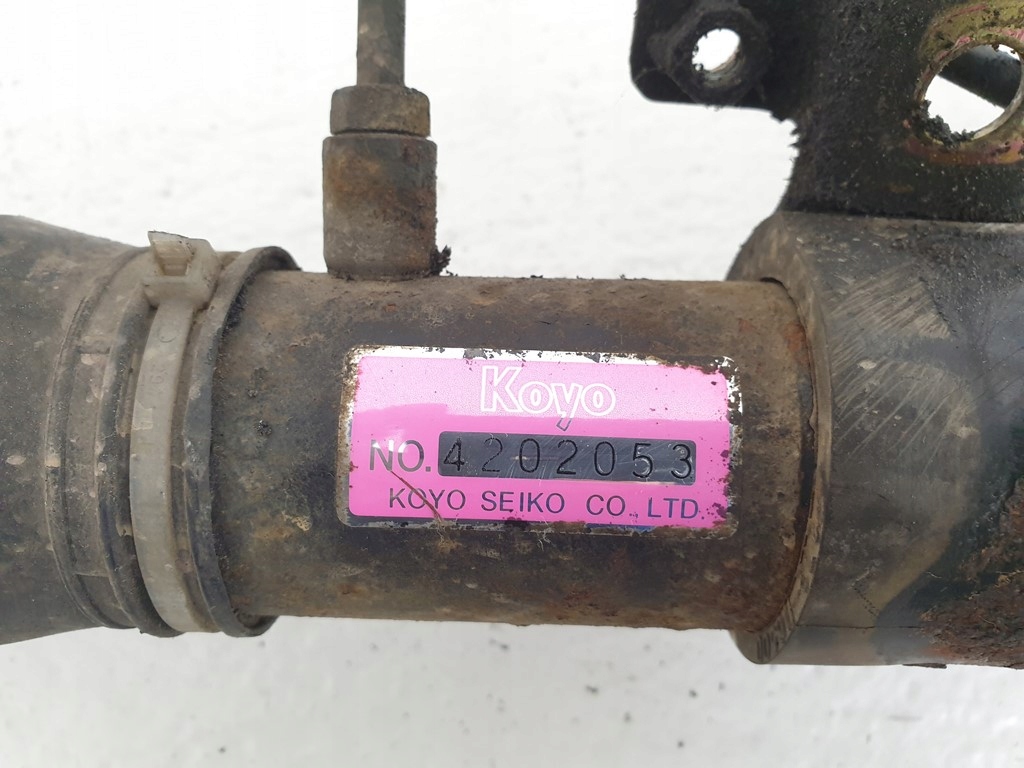 Koyo
NO. 4202053
KOYO SEIKO CO. LTD